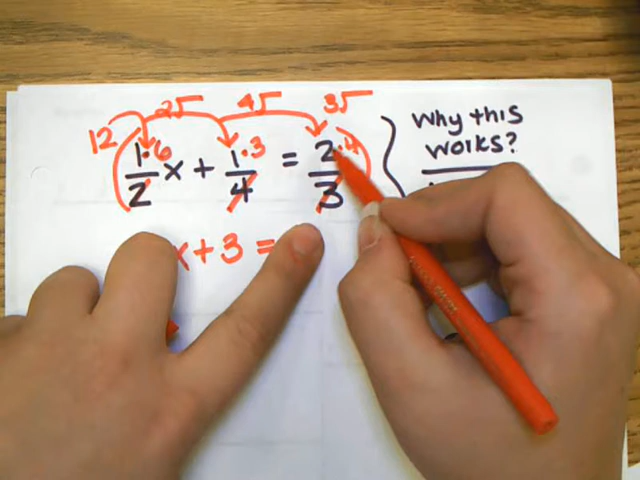 2√ 4√ 3√
12(1·6/2 x + 1·3/4 = 2·4/3)
x + 3 =
Why this
works?